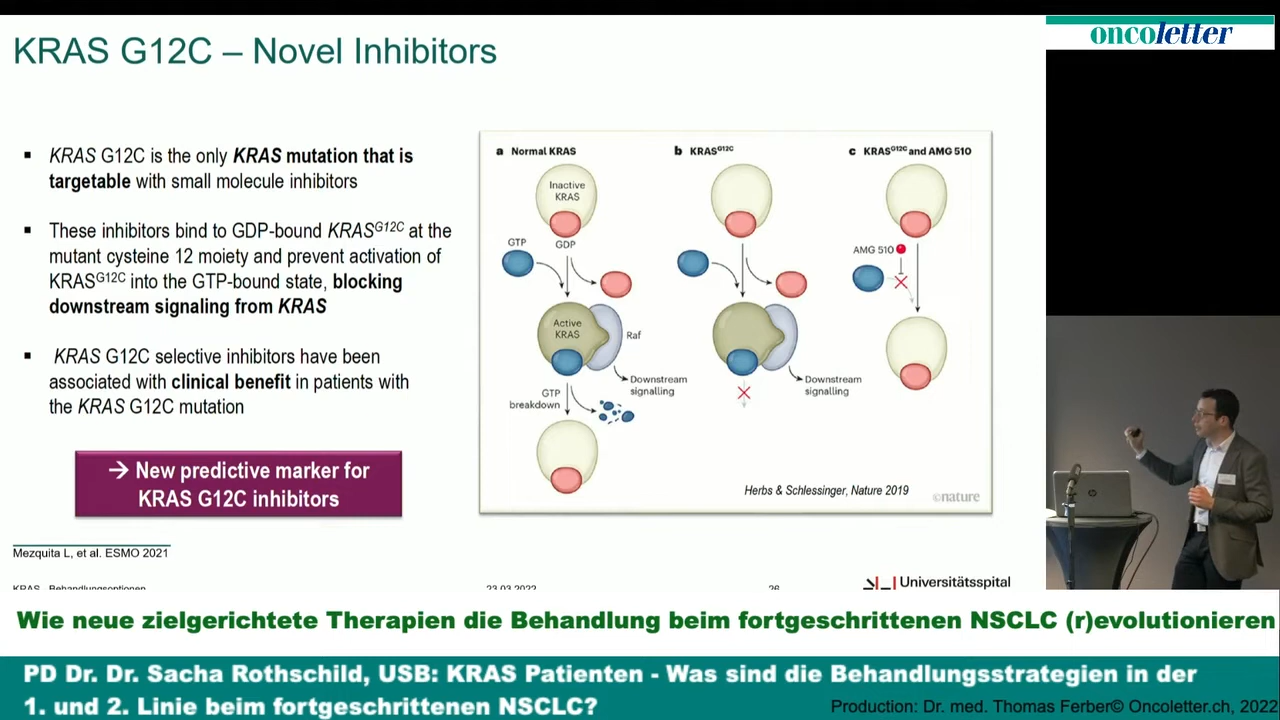 KRAS G12C – Novel Inhibitors
oncoletter
▪ KRAS G12C is the only KRAS mutation that is
targetable with small molecule inhibitors
▪ These inhibitors bind to GDP-bound KRASG12C at the
mutant cysteine 12 moiety and prevent activation of
KRASG12C into the GTP-bound state, blocking
downstream signaling from KRAS
▪ KRAS G12C selective inhibitors have been
associated with clinical benefit in patients with
the KRAS G12C mutation
→ New predictive marker for
KRAS G12C inhibitors
a Normal KRAS
Inactive
KRAS
GTP
GDP
Active
KRAS
Raf
Downstream
signalling
GTP
breakdown
b KRASG12C
Downstream
signalling
c KRASG12C and AMG 510
AMG 510
Herbs & Schlessinger, Nature 2019
©nature
Mezquita L, et al. ESMO 2021
KRAS Behandlungsoptionen
23.03.2022
26
Universitätsspital
hp
Wie neue zielgerichtete Therapien die Behandlung beim fortgeschrittenen NSCLC (r)evolutionieren
PD Dr. Dr. Sacha Rothschild, USB: KRAS Patienten - Was sind die Behandlungsstrategien in der
1. und 2. Linie beim fortgeschrittenen NSCLC?
Production: Dr. med. Thomas Ferber© Oncoletter.ch, 2022